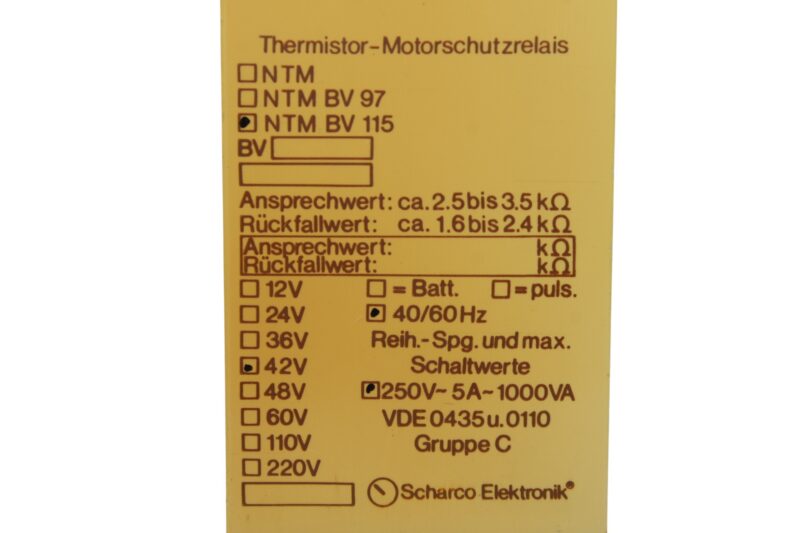 Thermistor-Motorschutzrelais
NTM
NTM BV 97
NTM BV 115
BV
Ansprechwert: ca. 2.5 bis 3.5 kΩ
Rückfallwert: ca. 1.6 bis 2.4 kΩ
Ansprechwert: kΩ
Rückfallwert: kΩ
12V = Batt. = puls.
24V 40/60Hz
36V Reih.-Spg. und max.
42V Schaltwerte
48V 250V~ 5A~ 1000VA
60V VDE 0435 u. 0110
110V Gruppe C
220V
Scharco Elektronik®